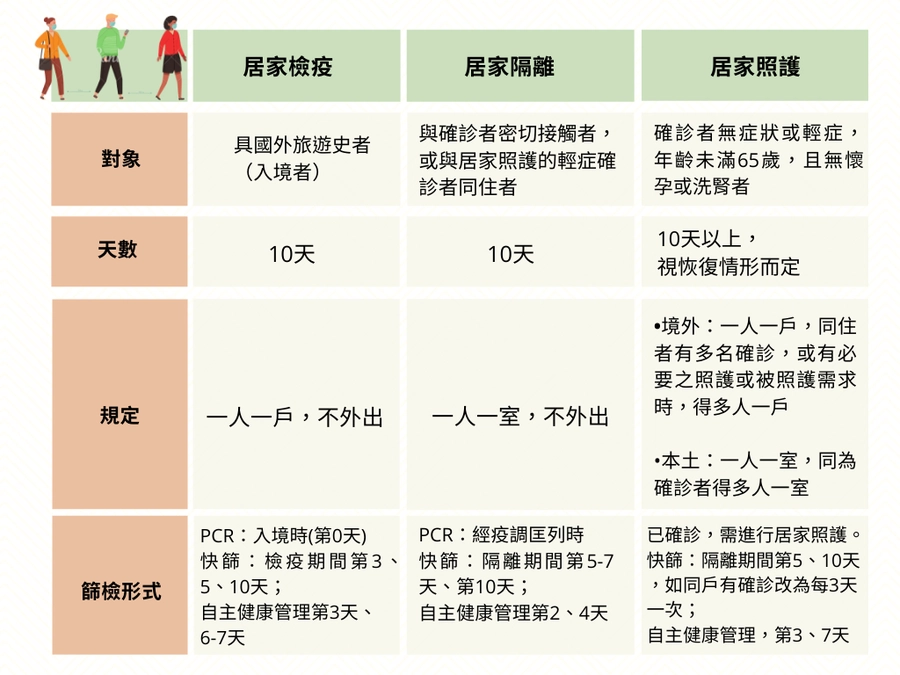 居家檢疫
居家隔離
居家照護
對象
具國外旅遊史者
（入境者）
與確診者密切接觸者，
或與居家照護的輕症確
診者同住者
確診者無症狀或輕症，
年齡未滿65歲，且無懷
孕或洗腎者
天數
10天
10天
10天以上，
視恢復情形而定
規定
一人一戶，不外出
一人一室，不外出
•境外：一人一戶，同住
者有多名確診，或有必
要之照護或被照護需求
時，得多人一戶
•本土：一人一室，同為
確診者得多人一室
篩檢形式
PCR：入境時(第0天)
快篩：檢疫期間第3、
5、10天；
自主健康管理第3天、
6-7天
PCR：經疫調匡列時
快篩：隔離期間第5-7
天、第10天；
自主健康管理第2、4天
已確診，需進行居家照護。
快篩：隔離期間第5、10天
，如同戶有確診改為每3天
一次；
自主健康管理，第3、7天